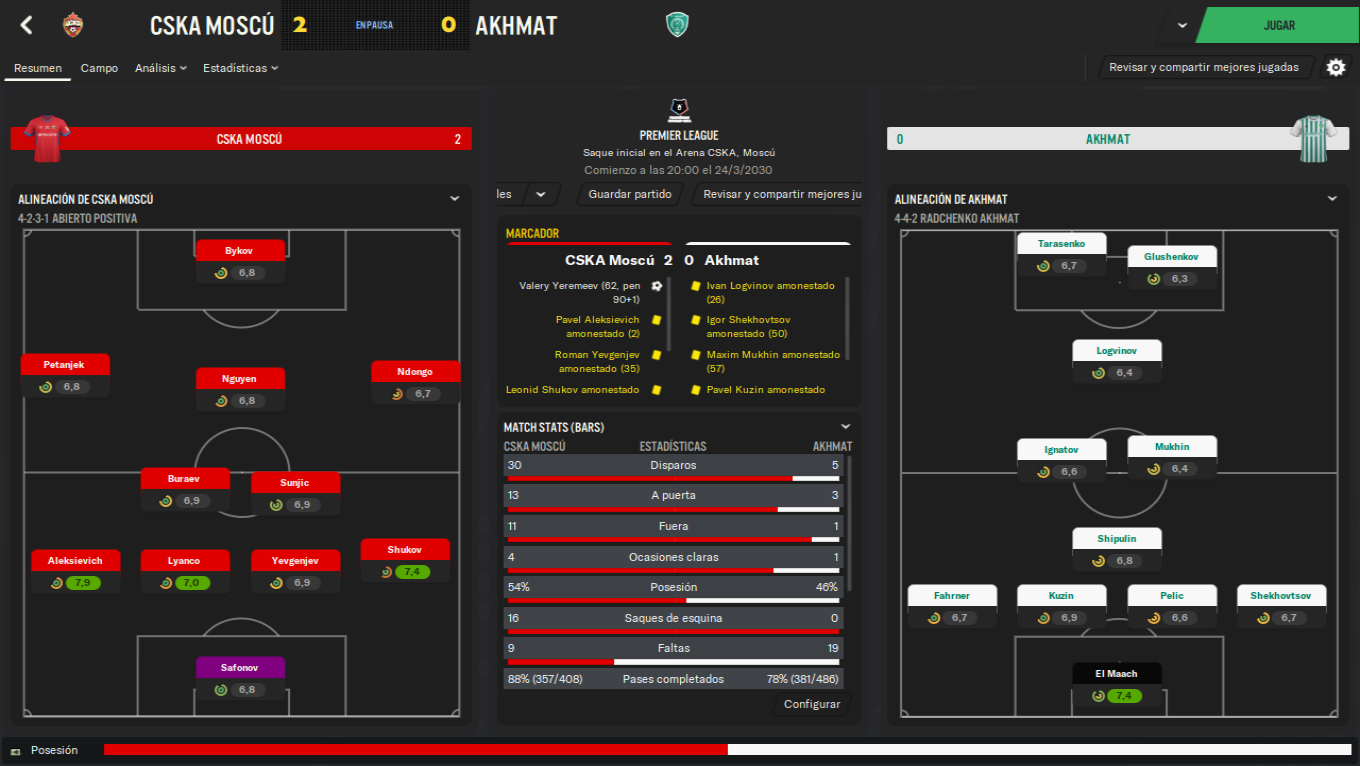 CSKA MOSCÚ 2 EN PAUSA 0 AKHMAT
JUGAR
Resumen Campo Análisis Estadísticas
Revisar y compartir mejores jugadas
CSKA MOSCÚ 2
ALINEACIÓN DE CSKA MOSCÚ
4-2-3-1 ABIERTO POSITIVA
Bykov
6,8
Petanjek
6,8
Nguyen
6,8
Ndongo
6,7
Buraev
6,9
Sunjic
6,9
Aleksievich
7,9
Lyanco
7,0
Yevgenjev
6,9
Shukov
7,4
Safonov
6,8
PREMIER LEAGUE
Saque inicial en el Arena CSKA, Moscú
Comienzo a las 20:00 el 24/3/2030
les Guardar partido Revisar y compartir mejores ju
MARCADOR
CSKA Moscú 2 0 Akhmat
Valery Yeremeev (62, pen
90+1)
Pavel Aleksievich
amonestado (2)
Roman Yevgenjev
amonestado (35)
Leonid Shukov amonestado
Ivan Logvinov amonestado
(26)
Igor Shekhovtsov
amonestado (50)
Maxim Mukhin amonestado
(57)
Pavel Kuzin amonestado
MATCH STATS (BARS)
CSKA MOSCÚ ESTADÍSTICAS AKHMAT
30 Disparos 5
13 A puerta 3
11 Fuera 1
4 Ocasiones claras 1
54% Posesión 46%
16 Saques de esquina 0
9 Faltas 19
88% (357/408) Pases completados 78% (381/486)
Configurar
0 AKHMAT
ALINEACIÓN DE AKHMAT
4-4-2 RADCHENKO AKHMAT
Tarasenko
6,7
Glushenkov
6,3
Logvinov
6,4
Ignatov
6,6
Mukhin
6,4
Shipulin
6,8
Fahrner
6,7
Kuzin
6,9
Pelic
6,6
Shekhovtsov
6,7
El Maach
7,4
Posesión